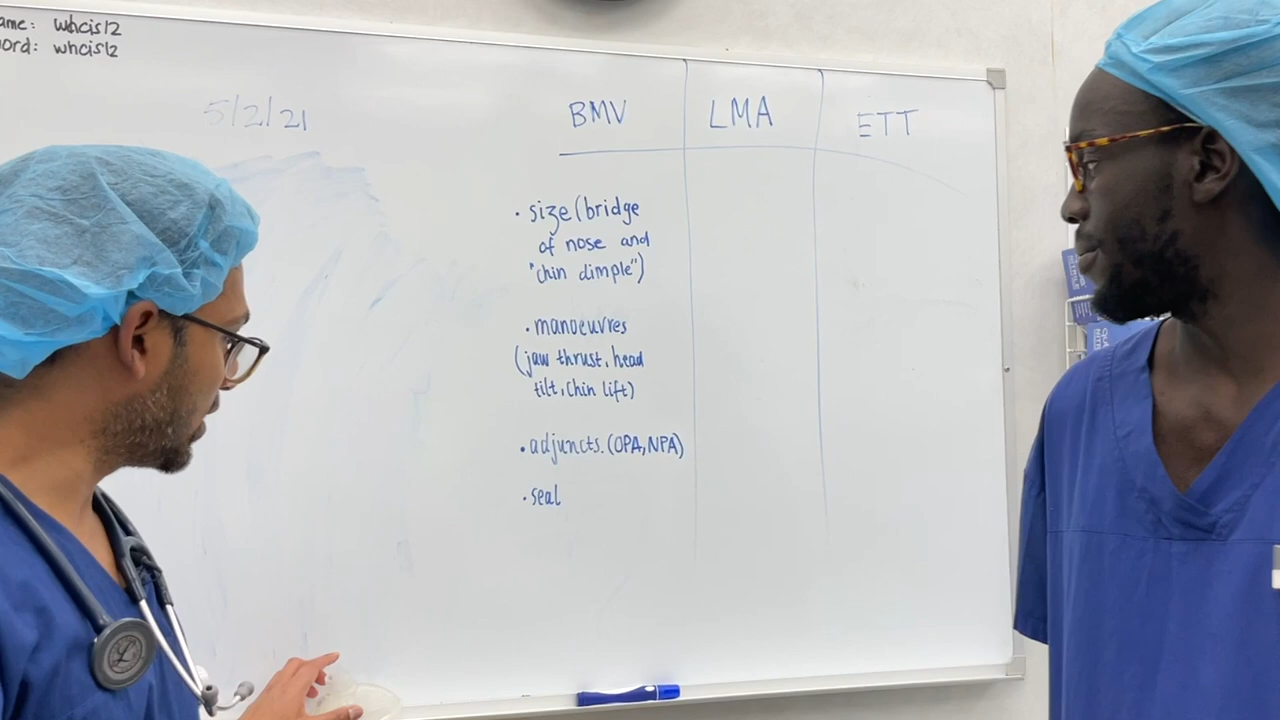 ame: whcis12
ord: whcis12
5/2/21
BMV LMA ETT
• size (bridge
of nose and
"chin dimple")
• manoeuvres
(jaw thrust, head
tilt, chin lift)
• adjuncts. (OPA, NPA)
• seal